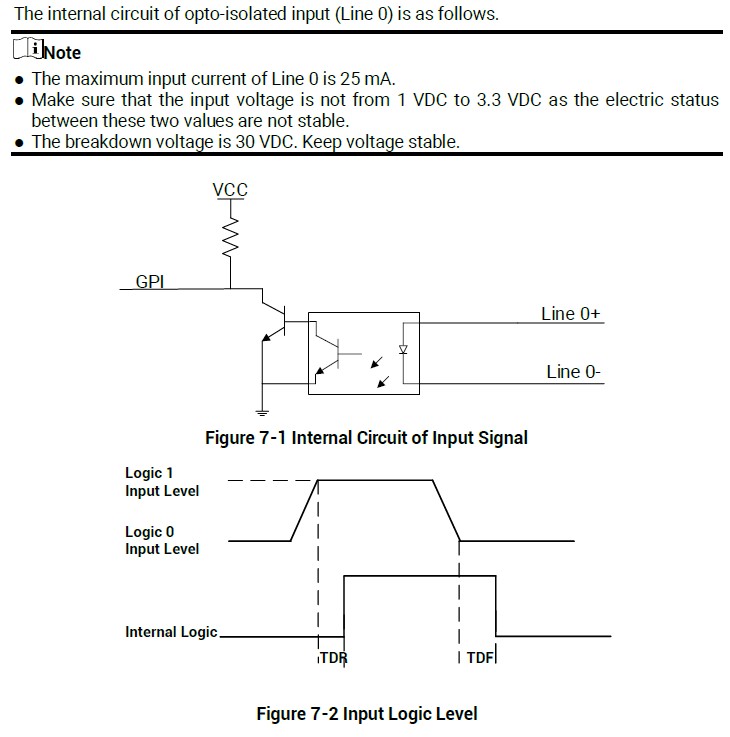 The internal circuit of opto-isolated input (Line 0) is as follows.
i Note
● The maximum input current of Line 0 is 25 mA.
● Make sure that the input voltage is not from 1 VDC to 3.3 VDC as the electric status
between these two values are not stable.
● The breakdown voltage is 30 VDC. Keep voltage stable.
VCC
GPI
Line 0+
Line 0-
Figure 7-1 Internal Circuit of Input Signal
Logic 1
Input Level
Logic 0
Input Level
Internal Logic
TDR
TDF
Figure 7-2 Input Logic Level